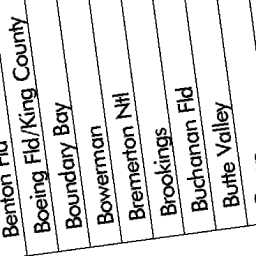 Benton Fld
Boeing Fld/King County
Boundary Bay
Bowerman
Bremerton Ntl
Brookings
Buchanan Fld
Butte Valley